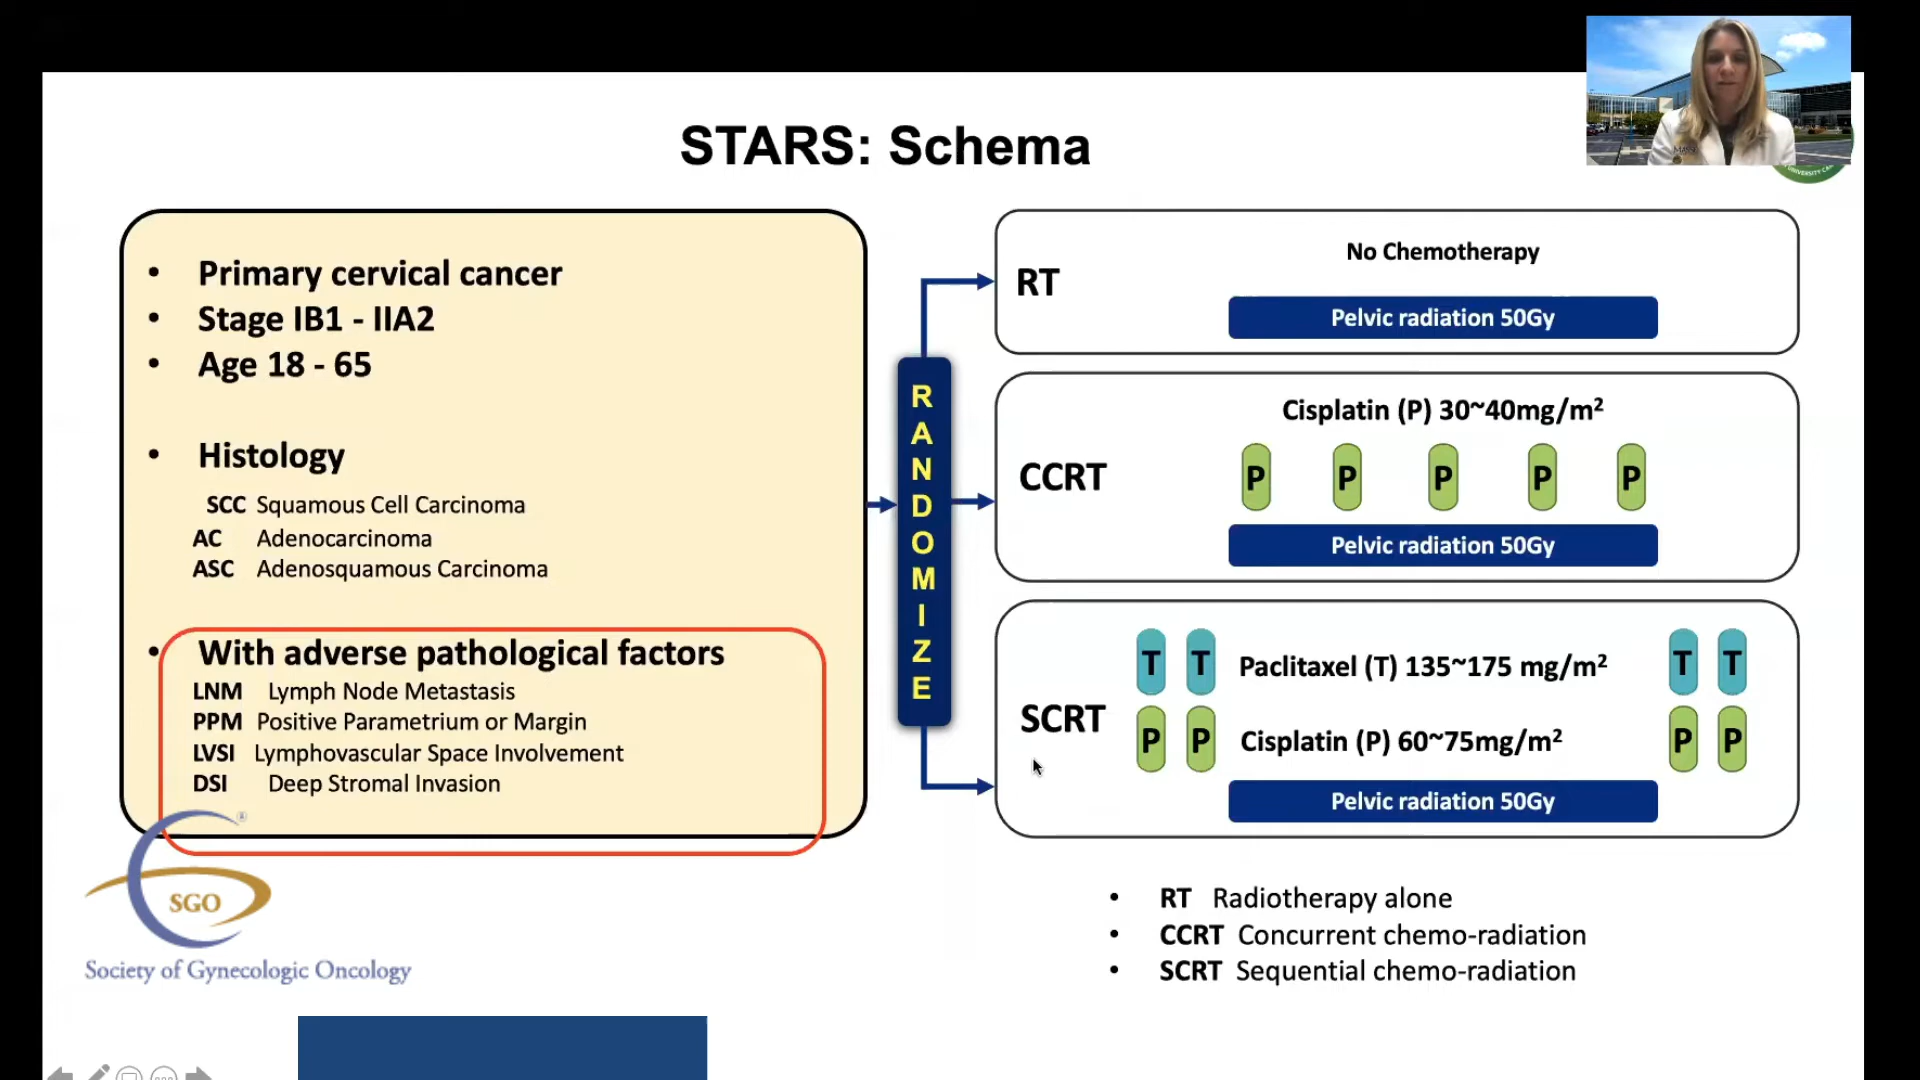 STARS: Schema
• Primary cervical cancer
• Stage IB1 - IIA2
• Age 18 - 65
• Histology
SCC Squamous Cell Carcinoma
AC Adenocarcinoma
ASC Adenosquamous Carcinoma
• With adverse pathological factors
LNM Lymph Node Metastasis
PPM Positive Parametrium or Margin
LVSI Lymphovascular Space Involvement
DSI Deep Stromal Invasion
RANDOMIZE
RT
No Chemotherapy
Pelvic radiation 50Gy
CCRT
Cisplatin (P) 30~40mg/m²
P P P P P
Pelvic radiation 50Gy
SCRT
T T Paclitaxel (T) 135~175 mg/m² T T
P P Cisplatin (P) 60~75mg/m² P P
Pelvic radiation 50Gy
• RT Radiotherapy alone
• CCRT Concurrent chemo-radiation
• SCRT Sequential chemo-radiation
SGO
®
Society of Gynecologic Oncology